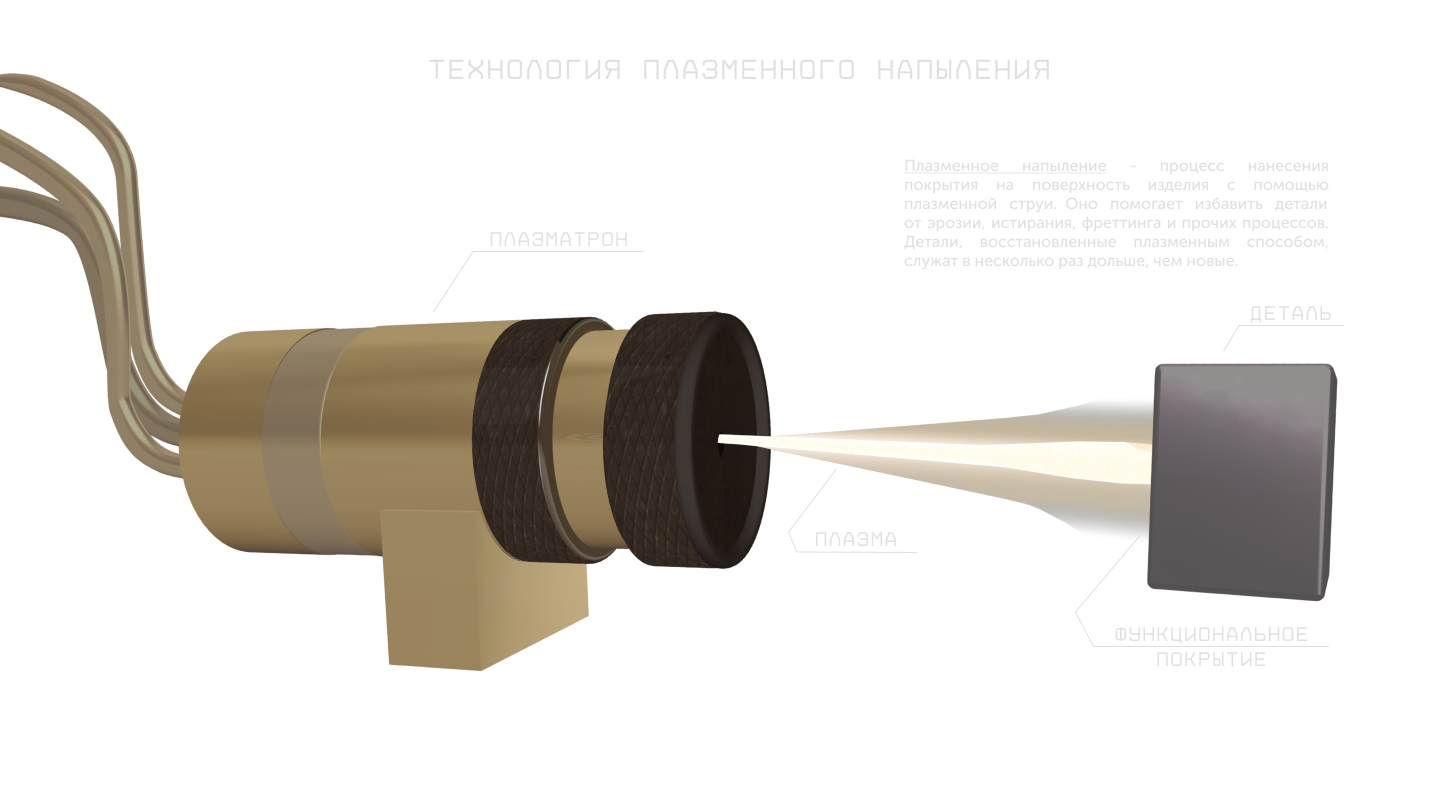 ТЕХНОЛОГИЯ ПЛАЗМЕННОГО НАПЫЛЕНИЯ
Плазменное напыление - процесс нанесения
покрытия на поверхность изделия с помощью
плазменной струи. Оно помогает избавить детали
от эрозии, истирания, фреттинга и прочих процессов.
Детали, восстановленные плазменным способом,
служат в несколько раз дольше, чем новые.
ПЛАЗМАТРОН
ДЕТАЛЬ
ПЛАЗМА
ФУНКЦИОНАЛЬНОЕ
ПОКРЫТИЕ